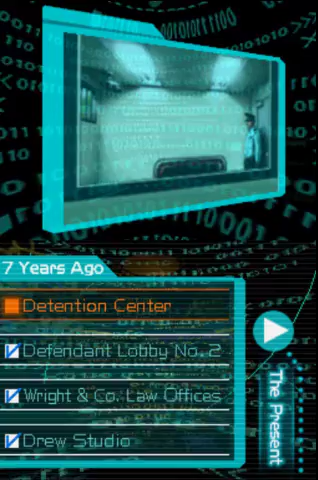 7 Years Ago
Detention Center
Defendant Lobby No. 2
Wright & Co. Law Offices
Drew Studio
The Present